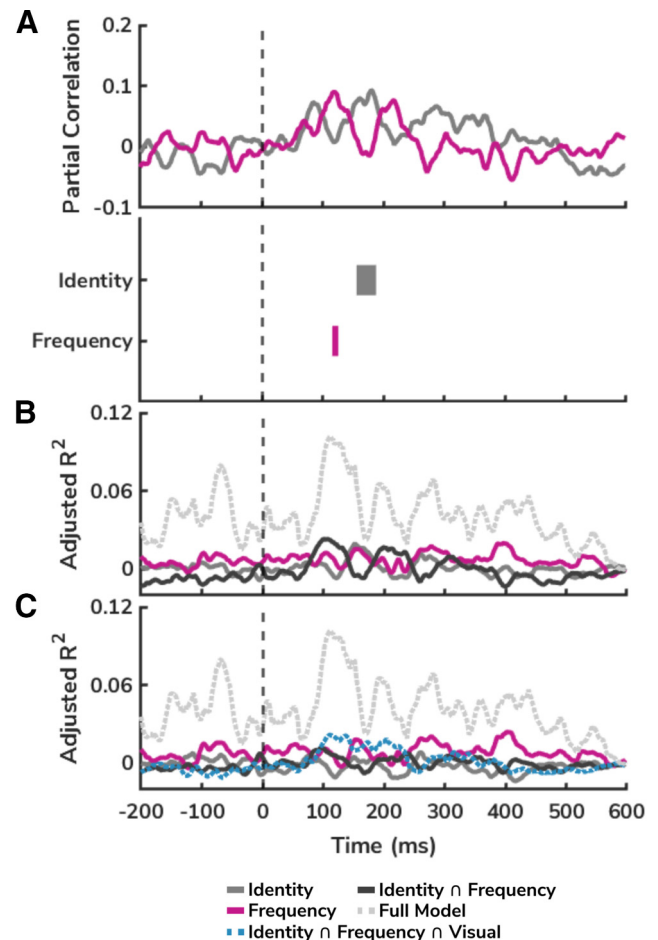 A
Partial Correlation
0.2
0.1
0
-0.1
Identity
Frequency
B
Adjusted R²
0.12
0.06
0
C
Adjusted R²
0.12
0.06
0
-200 -100 0 100 200 300 400 500 600
Time (ms)
Identity Identity ∩ Frequency
Frequency Full Model
Identity ∩ Frequency ∩ Visual